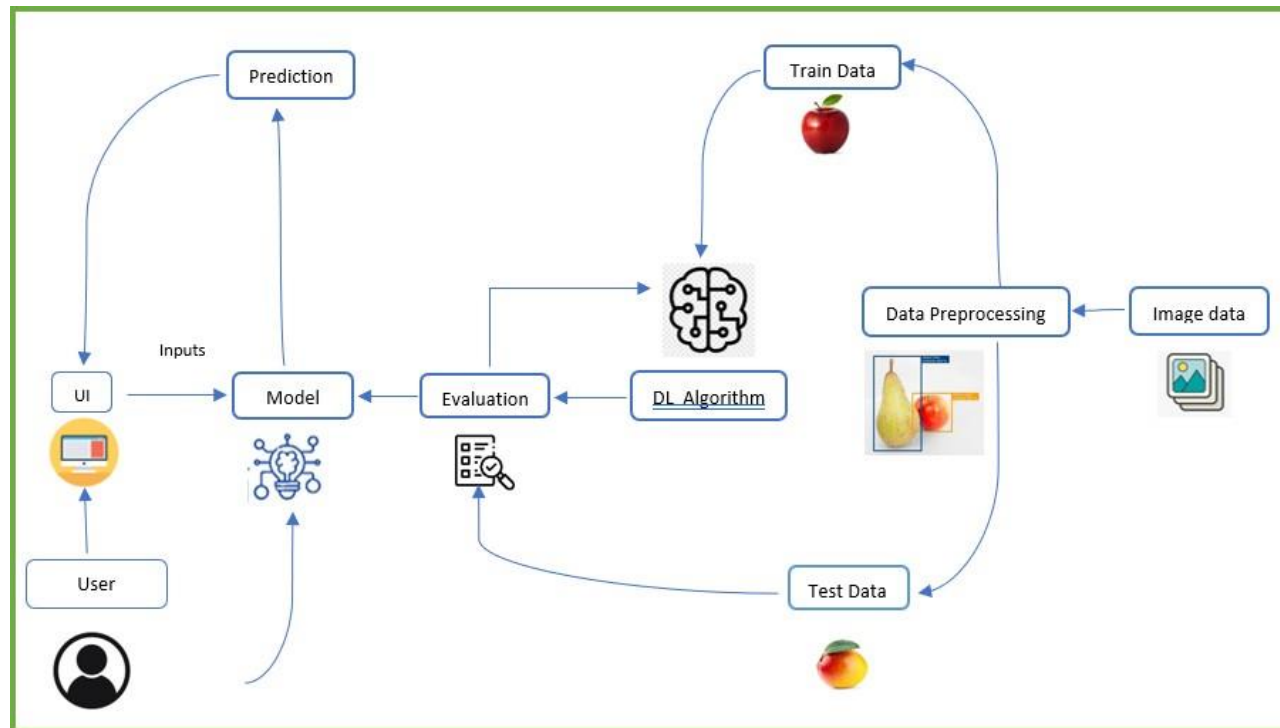 Prediction
Train Data
Inputs
Data Preprocessing
Image data
UI
Model
Evaluation
DL Algorithm
User
Test Data